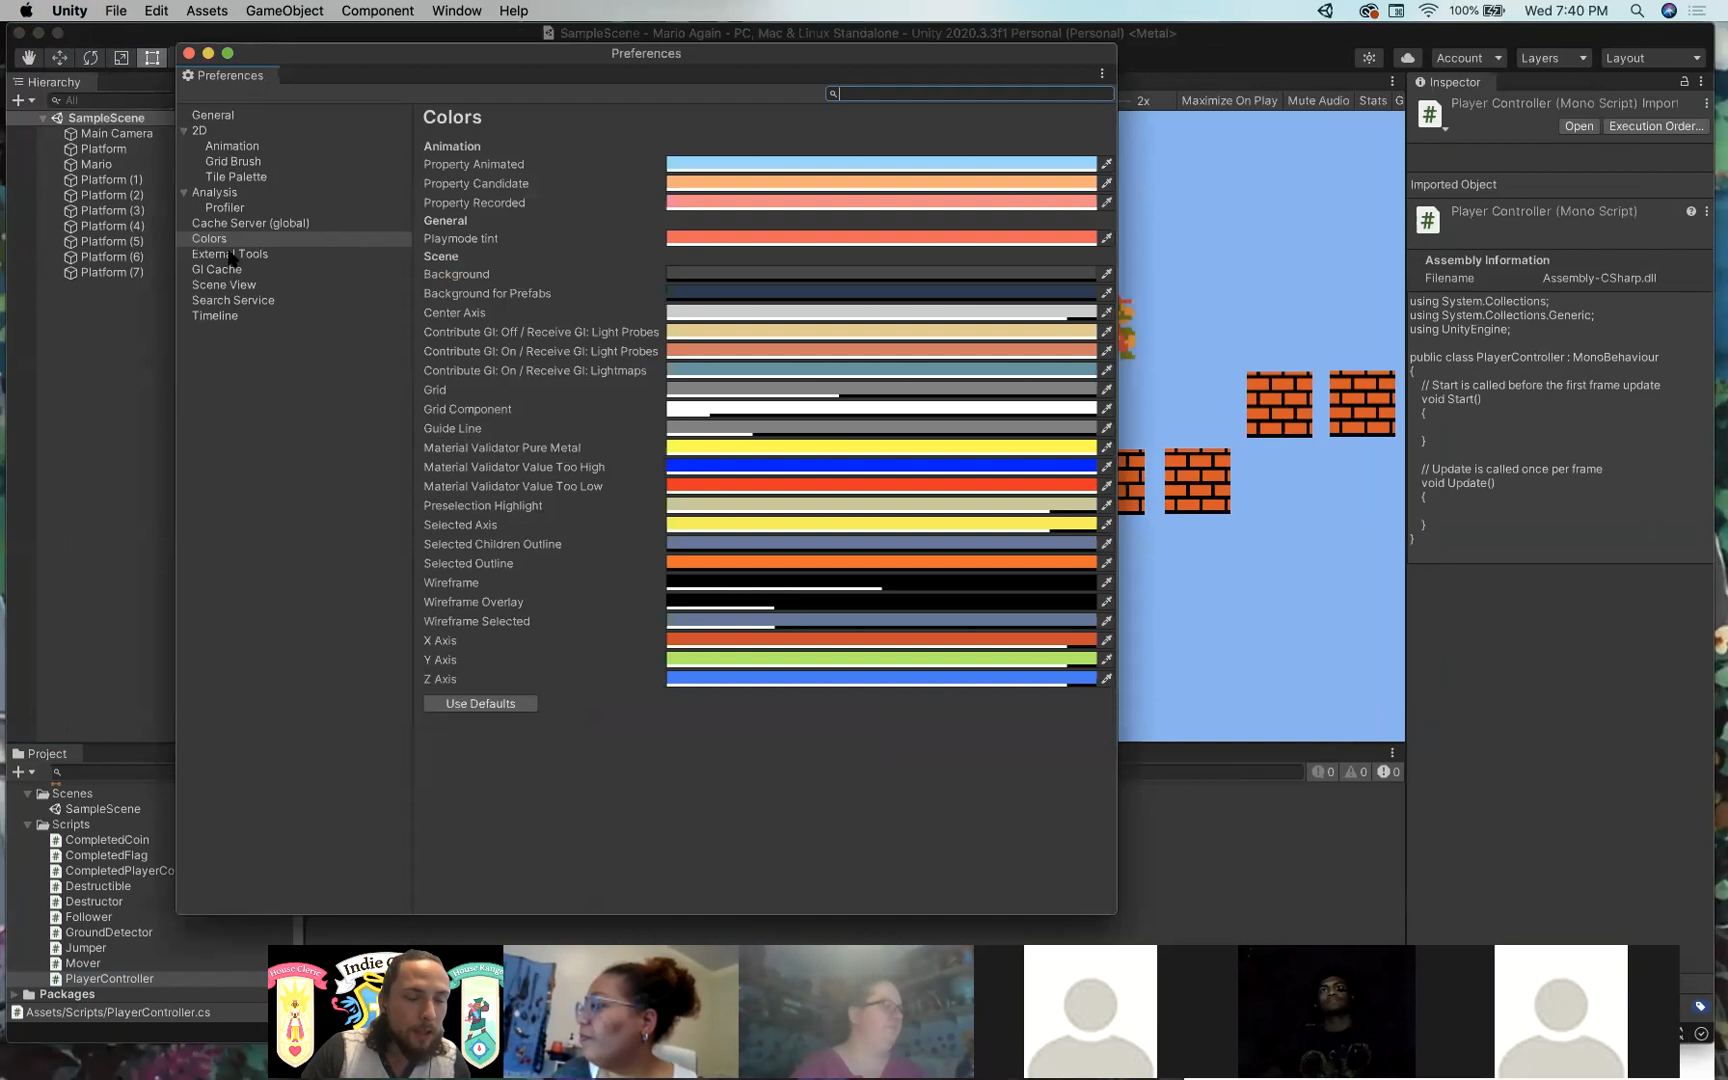 Unity File Edit Assets GameObject Component Window Help 100% Wed 7:40 PM
SampleScene - Mario Again - PC, Mac & Linux Standalone - Unity 2020.3.3f1 Personal (Personal) <Metal>
Preferences
Account Layers Layout
Hierarchy
Preferences
Inspector
All
2x Maximize On Play Mute Audio Stats G
Player Controller (Mono Script) Import
Open Execution Order...
SampleScene
Main Camera
Platform
Mario
Platform (1)
Platform (2)
Platform (3)
Platform (4)
Platform (5)
Platform (6)
Platform (7)
General
2D
Animation
Grid Brush
Tile Palette
Analysis
Profiler
Cache Server (global)
Colors
External Tools
GI Cache
Scene View
Search Service
Timeline
Colors
Animation
Property Animated
Property Candidate
Property Recorded
General
Playmode tint
Scene
Background
Background for Prefabs
Center Axis
Contribute GI: Off / Receive GI: Light Probes
Contribute GI: On / Receive GI: Light Probes
Contribute GI: On / Receive GI: Lightmaps
Grid
Grid Component
Guide Line
Material Validator Pure Metal
Material Validator Value Too High
Material Validator Value Too Low
Preselection Highlight
Selected Axis
Selected Children Outline
Selected Outline
Wireframe
Wireframe Overlay
Wireframe Selected
X Axis
Y Axis
Z Axis
Use Defaults
Imported Object
Player Controller (Mono Script)
Assembly Information
Filename Assembly-CSharp.dll
using System.Collections;
using System.Collections.Generic;
using UnityEngine;
public class PlayerController : MonoBehaviour
{
// Start is called before the first frame update
void Start()
{
}
// Update is called once per frame
void Update()
{
}
}
Project
0 0 0
Scenes
SampleScene
Scripts
CompletedCoin
CompletedFlag
CompletedPlayerCo
Destructible
Destructor
Follower
GroundDetector
Jumper
Mover
PlayerController
Packages
Assets/Scripts/PlayerController.cs
House Cleric
Indie
House Rang